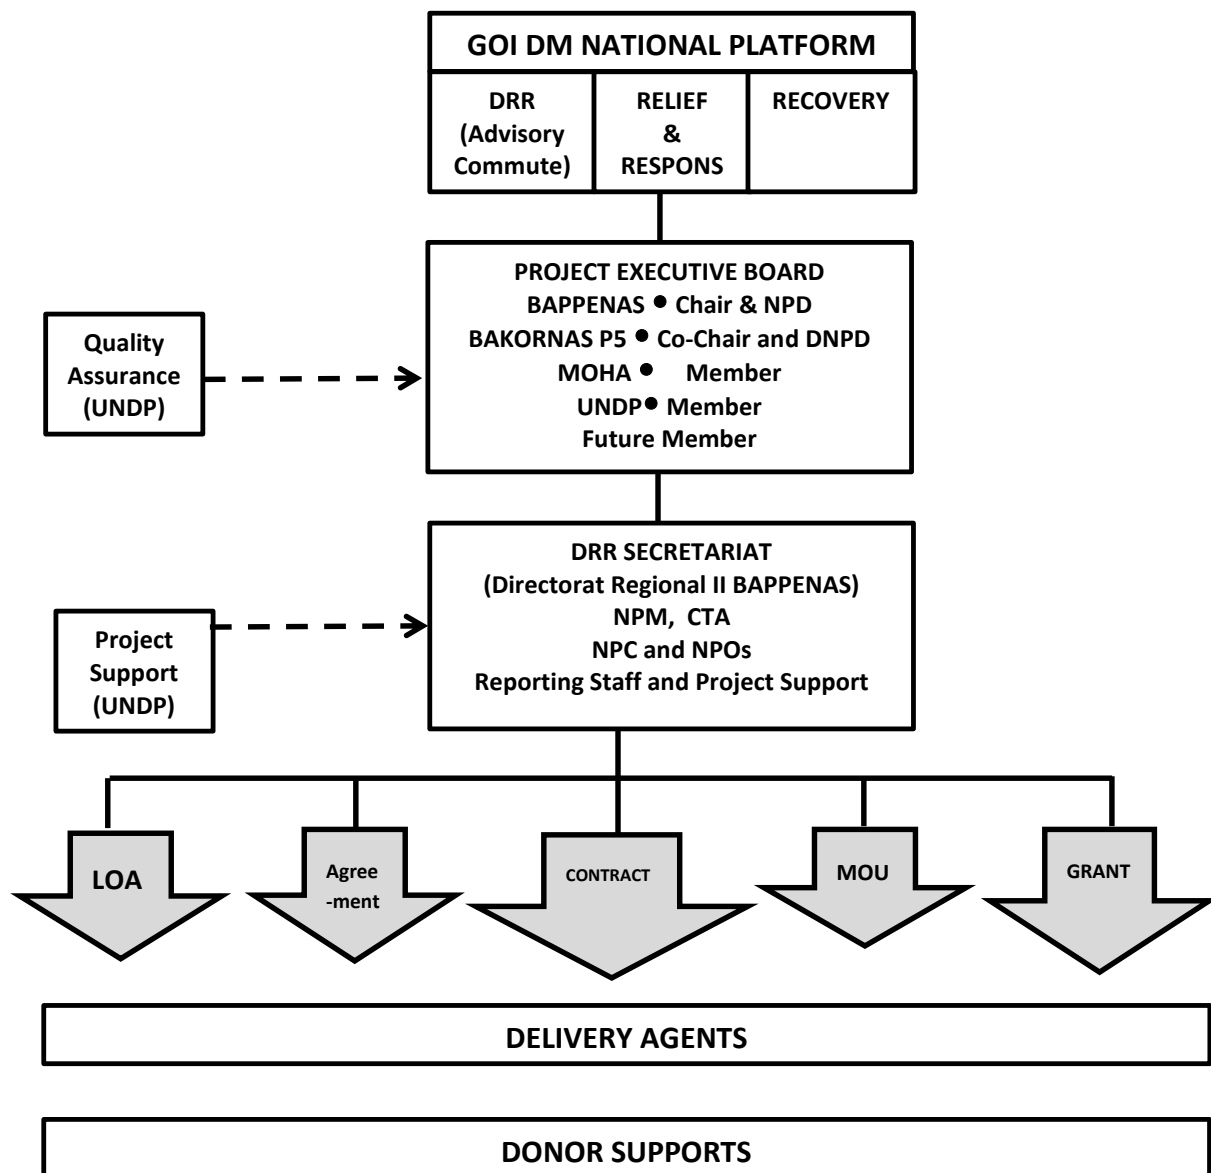 GOI DM NATIONAL PLATFORM
DRR
(Advisory
Commute)
RELIEF
&
RESPONS
RECOVERY
PROJECT EXECUTIVE BOARD
BAPPENAS • Chair & NPD
BAKORNAS P5 • Co-Chair and DNPD
MOHA • Member
UNDP• Member
Future Member
Quality
Assurance
(UNDP)
DRR SECRETARIAT
(Directorat Regional II BAPPENAS)
NPM, CTA
NPC and NPOs
Reporting Staff and Project Support
Project
Support
(UNDP)
LOA
Agree
-ment
CONTRACT
MOU
GRANT
DELIVERY AGENTS
DONOR SUPPORTS